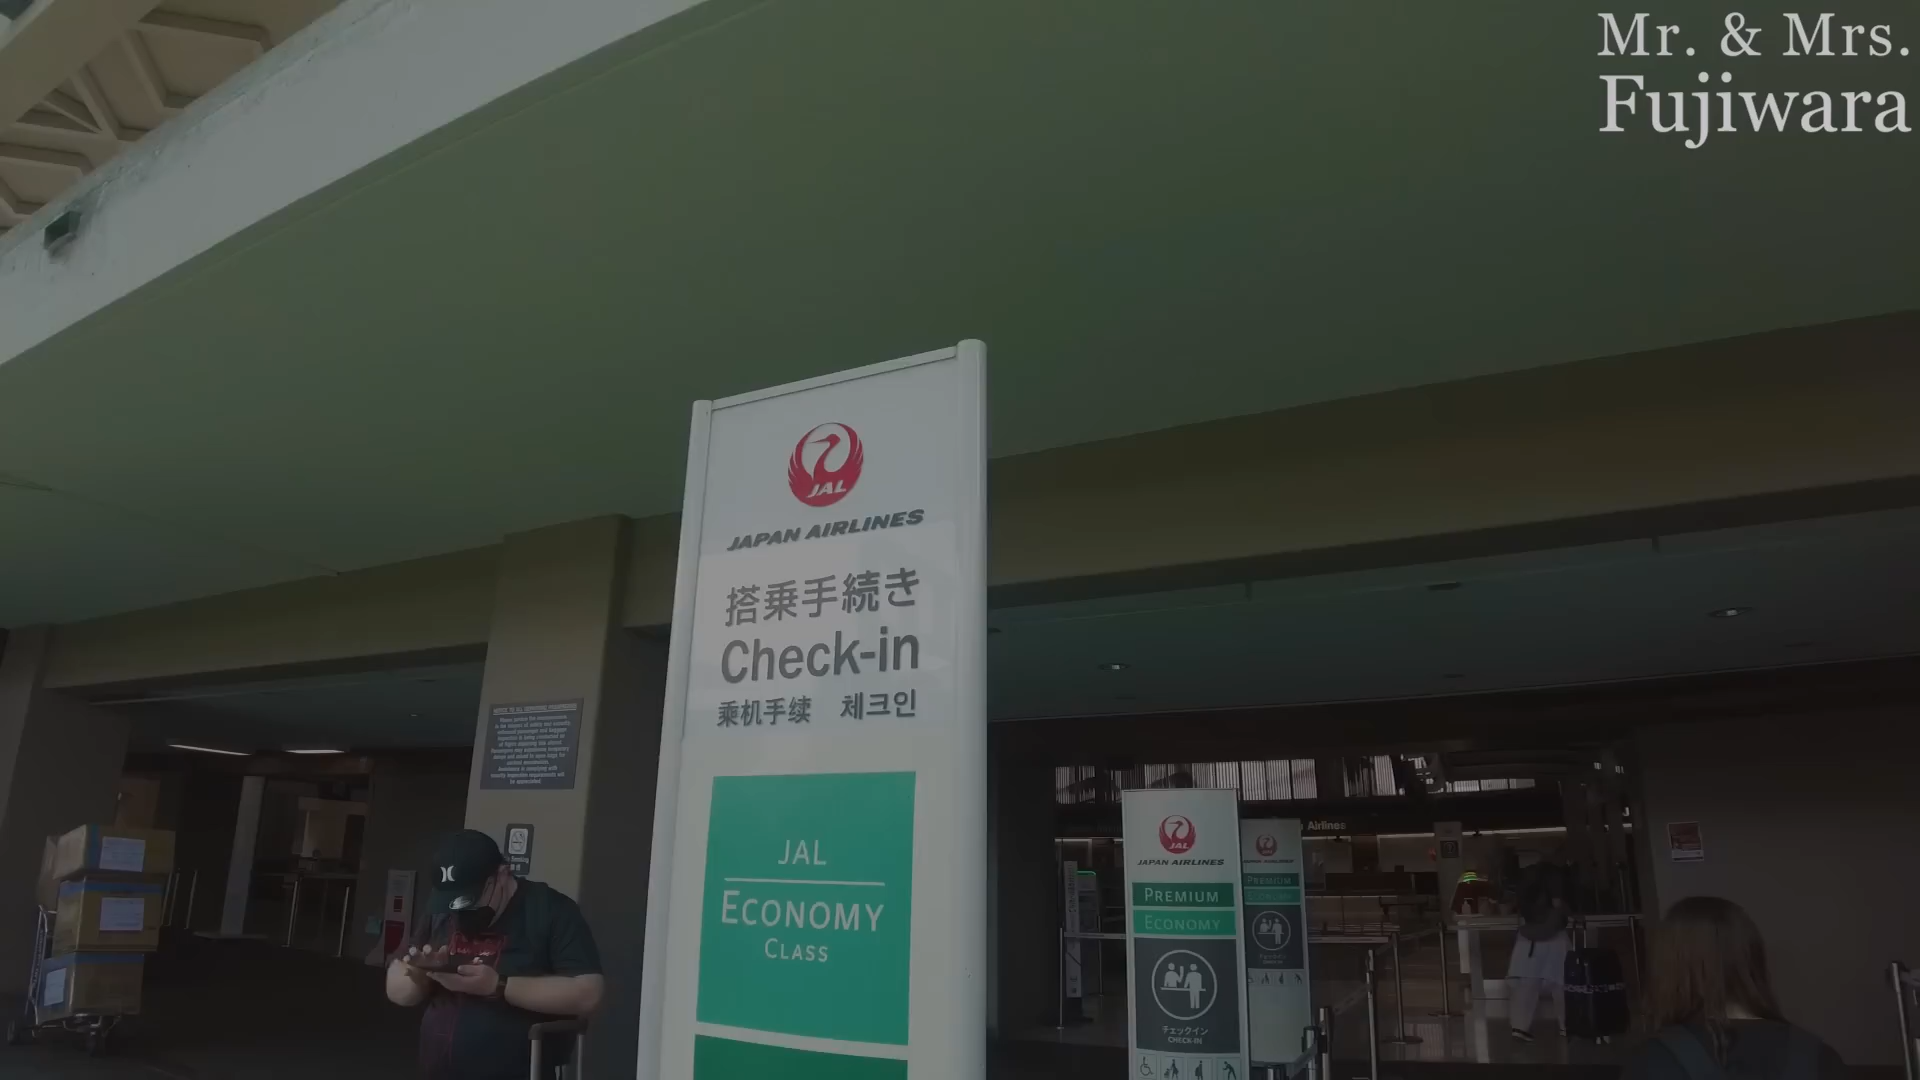 Mr. & Mrs.
Fujiwara
JAL
JAPAN AIRLINES
搭乗手続き
Check-in
乘机手续 체크인
JAL
ECONOMY
CLASS
JAL
JAPAN AIRLINES
PREMIUM
ECONOMY
チェックイン
CHECK-IN
JAL
PREMIUM
ECONOMY
Airlines